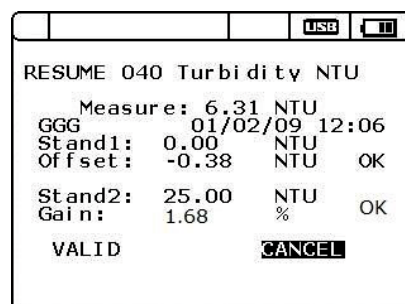 USB
RESUME 040 Turbidity NTU
Measure: 6.31 NTU
GGG 01/02/09 12:06
Stand1: 0.00 NTU
Offset: -0.38 NTU OK
Stand2: 25.00 NTU
Gain: 1.68 % OK
VALID CANCEL